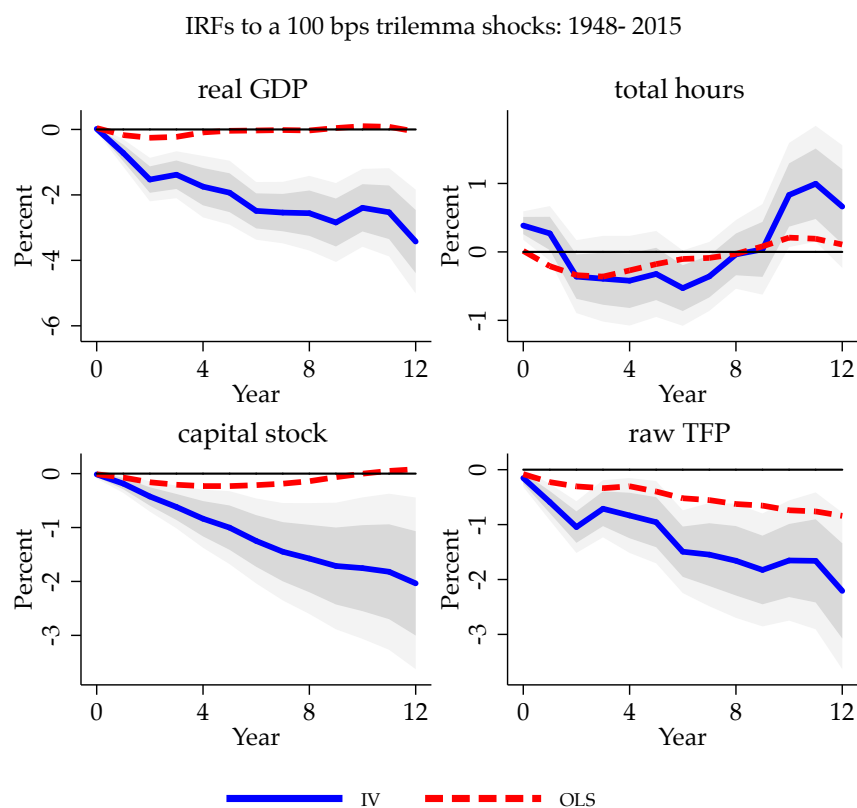 IRFs to a 100 bps trilemma shocks: 1948- 2015
real GDP
Percent
0
-2
-4
-6
0 4 8 12
Year
total hours
Percent
1
0
-1
0 4 8 12
Year
capital stock
Percent
0
-1
-2
-3
0 4 8 12
Year
raw TFP
Percent
0
-1
-2
-3
0 4 8 12
Year
IV OLS